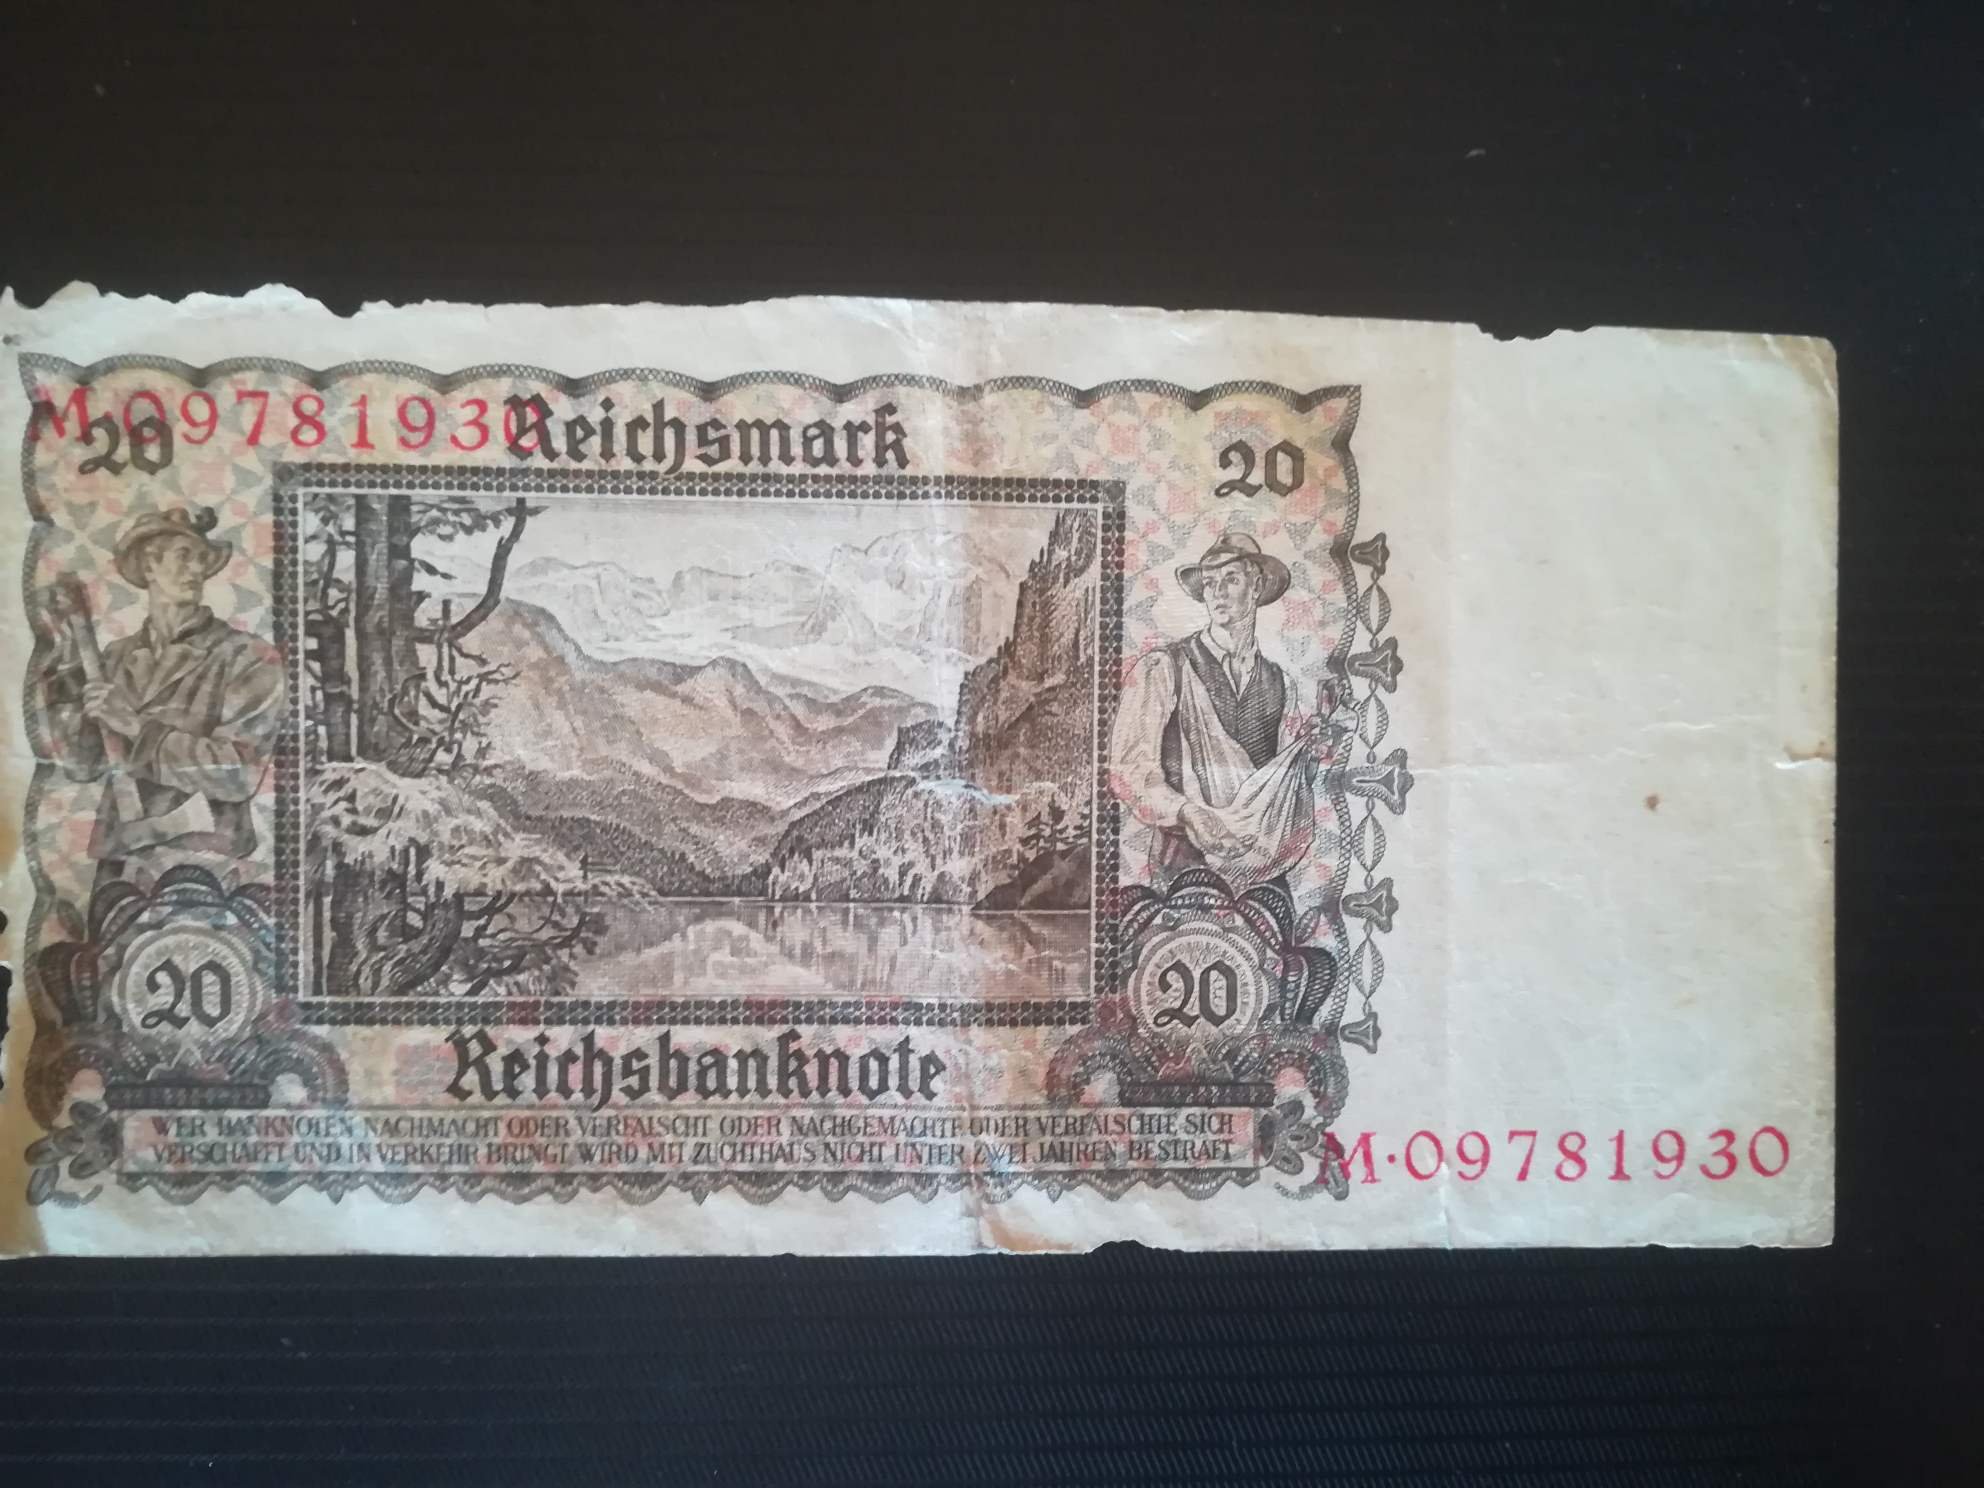 M·09781930
20 Reichsmark 20
20 20
Reichsbanknote
WER BANKNOTEN NACHMACHT ODER VERFÄLSCHT ODER NACHGEMACHTE ODER VERFÄLSCHTE SICH
VERSCHAFFT UND IN VERKEHR BRINGT WIRD MIT ZUCHTHAUS NICHT UNTER ZWEI JAHREN BESTRAFT
M·09781930